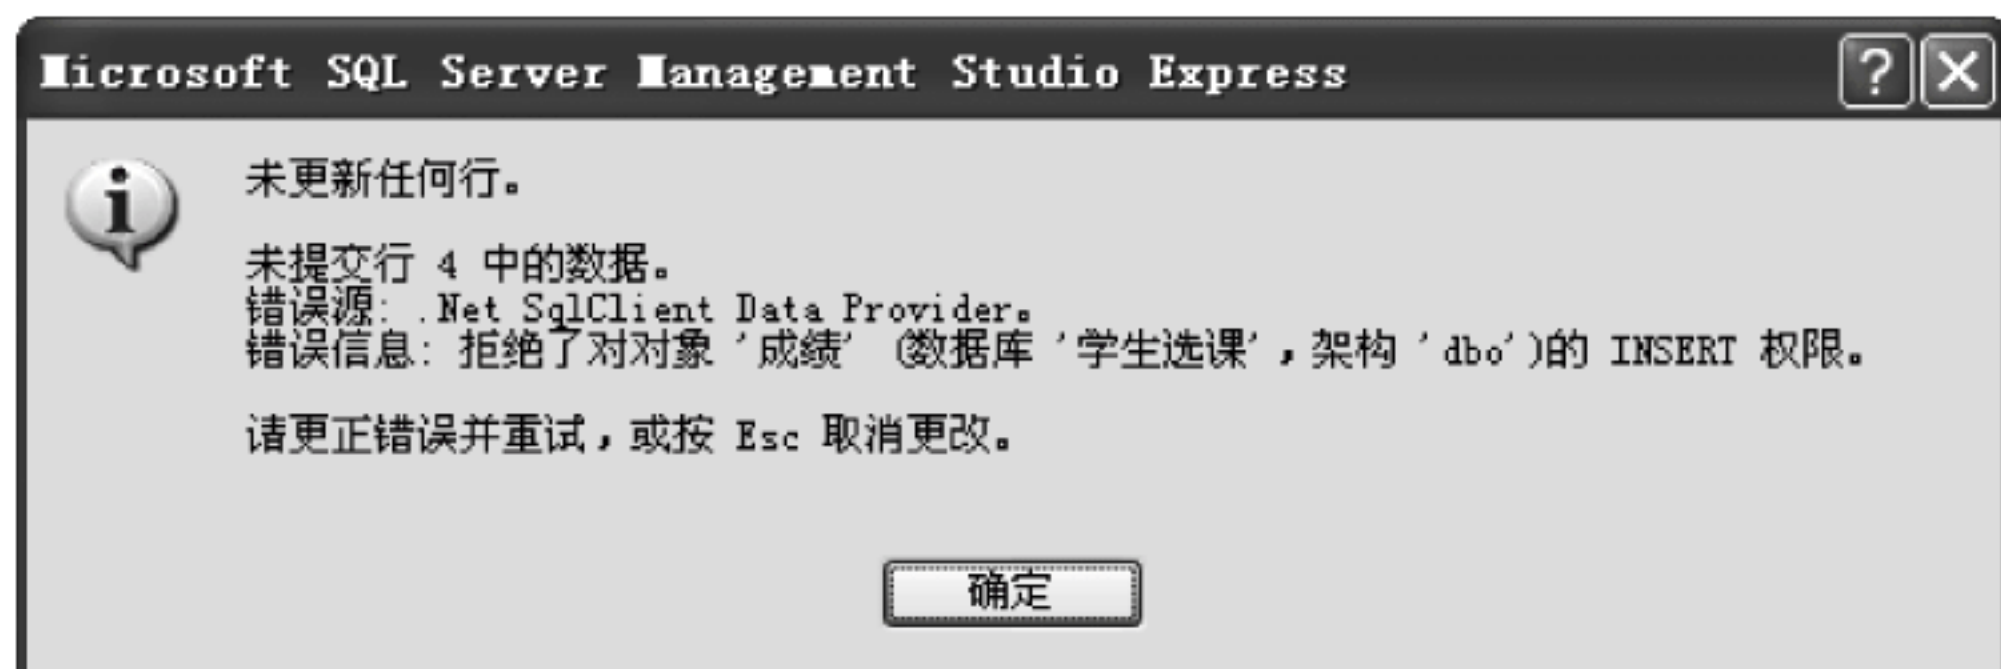 Microsoft SQL Server Management Studio Express
未更新任何行。
未提交行 4 中的数据。
错误源: .Net SqlClient Data Provider。
错误信息: 拒绝了对对象 '成绩' (数据库 '学生选课', 架构 'dbo')的 INSERT 权限。
请更正错误并重试,或按 Esc 取消更改。
确定